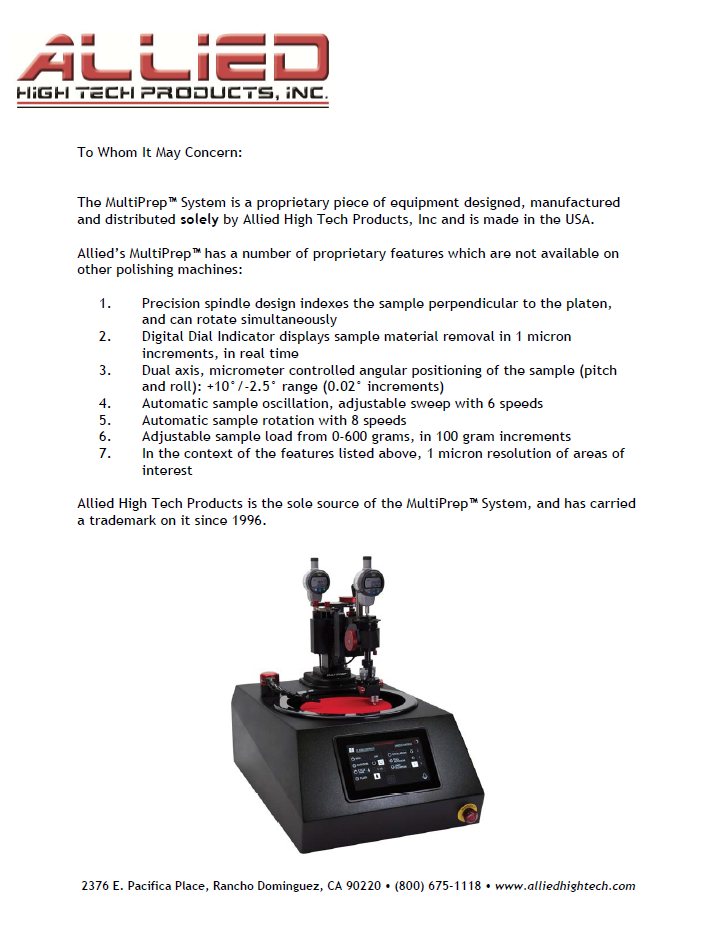 ALLiED
HiGH TECH PRODUCTS, iNC.
To Whom It May Concern:
The MultiPrep™ System is a proprietary piece of equipment designed, manufactured
and distributed solely by Allied High Tech Products, Inc and is made in the USA.
Allied's MultiPrep™ has a number of proprietary features which are not available on
other polishing machines:
1. Precision spindle design indexes the sample perpendicular to the platen,
and can rotate simultaneously
2. Digital Dial Indicator displays sample material removal in 1 micron
increments, in real time
3. Dual axis, micrometer controlled angular positioning of the sample (pitch
and roll): +10˚/-2.5˚ range (0.02˚ increments)
4. Automatic sample oscillation, adjustable sweep with 6 speeds
5. Automatic sample rotation with 8 speeds
6. Adjustable sample load from 0-600 grams, in 100 gram increments
7. In the context of the features listed above, 1 micron resolution of areas of
interest
Allied High Tech Products is the sole source of the MultiPrep™ System, and has carried
a trademark on it since 1996.
2376 E. Pacifica Place, Rancho Dominguez, CA 90220 • (800) 675-1118 • www.alliedhightech.com